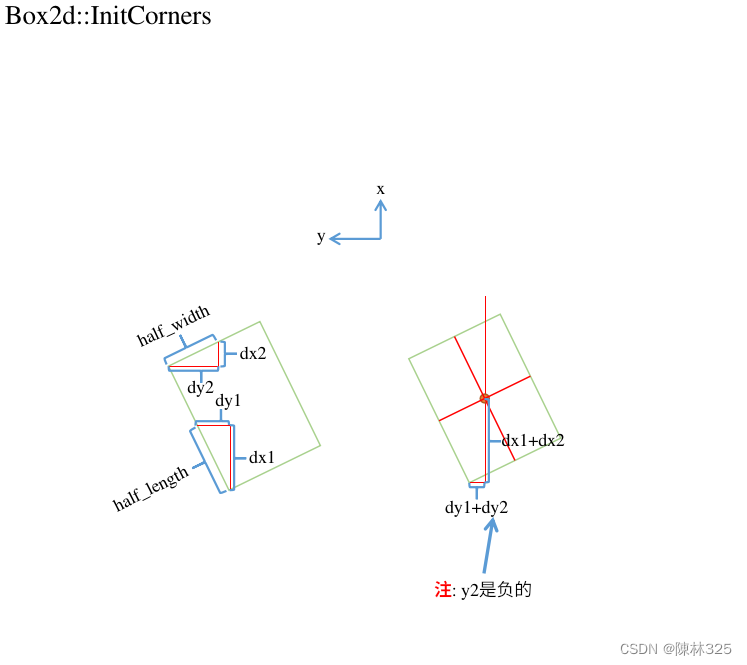 Box2d::InitCorners
x
y
half_width
dx2
dy2
dy1
dx1
half_length
dx1+dx2
dy1+dy2
注: y2是负的
CSDN @陳林325